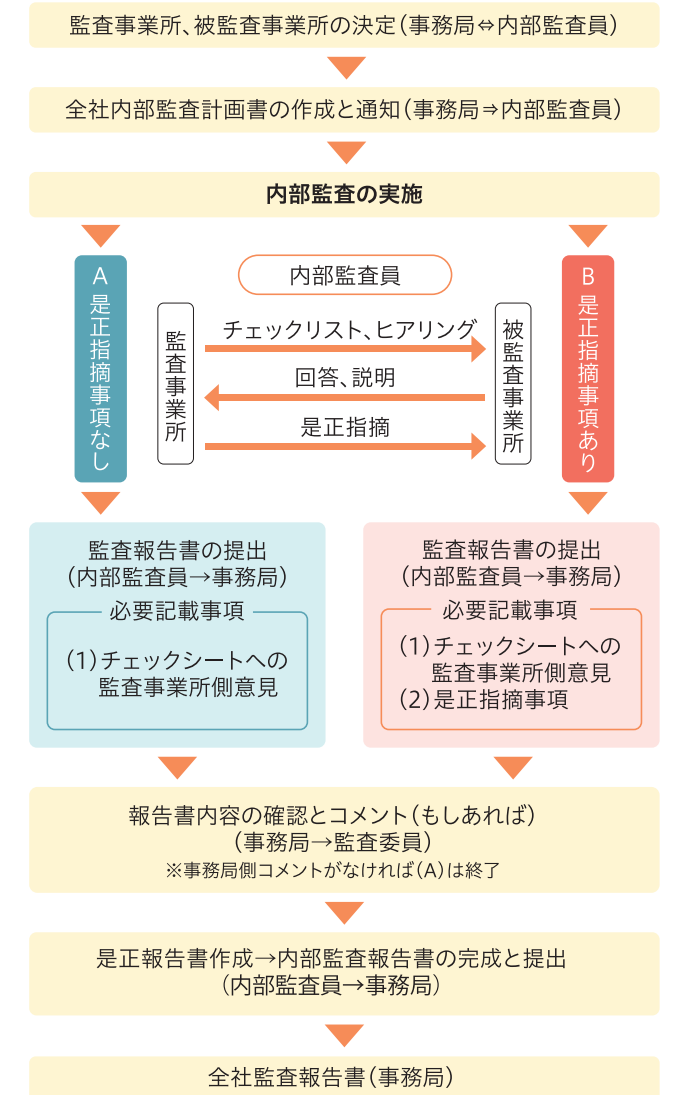 監査事業所、被監査事業所の決定（事務局⇔内部監査員）
全社内部監査計画書の作成と通知（事務局⇒内部監査員）
内部監査の実施
A 是正指摘事項なし
内部監査員
監査事業所
チェックリスト、ヒアリング
回答、説明
是正指摘
被監査事業所
B 是正指摘事項あり
監査報告書の提出
（内部監査員→事務局）
必要記載事項
（1）チェックシートへの
監査事業所側意見
監査報告書の提出
（内部監査員→事務局）
必要記載事項
（1）チェックシートへの
監査事業所側意見
（2）是正指摘事項
報告書内容の確認とコメント（もしあれば）
（事務局→監査委員）
※事務局側コメントがなければ（A）は終了
是正報告書作成→内部監査報告書の完成と提出
（内部監査員→事務局）
全社監査報告書（事務局）